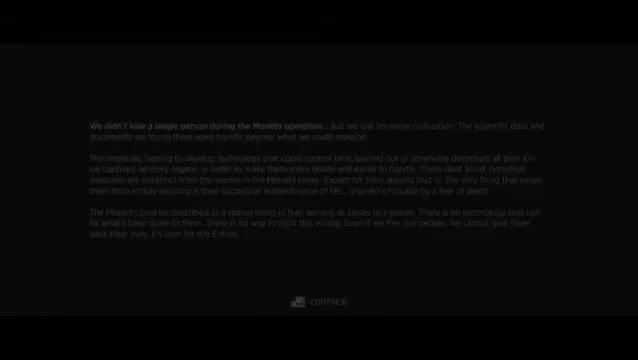 We didn't lose a single person during the Moneta operation... but we lost an entire civilization. The scientific data and
documents we found there were horrific beyond what we could imagine.
The Imperials, hoping to develop technology that could control time, burned out or otherwise destroyed all their En-
kie captives' sensory organs, in order to make them more docile and easier to handle. These deaf, blind, nerveless
creatures are no distinct from the worms in the Moneta caves. Except for their dreams that is. The only thing that keeps
them from simply expiring is their occasional remembrance of life... inspired of course by a fear of death.
The Project could be described as a nation living in fear, serving as slaves to a planet. There is no technology that can
fix what's been done to them. There is no way to right this wrong. Even if we free our people, we cannot give them
back their lives. It's over for the Enkies.
CONTINUE